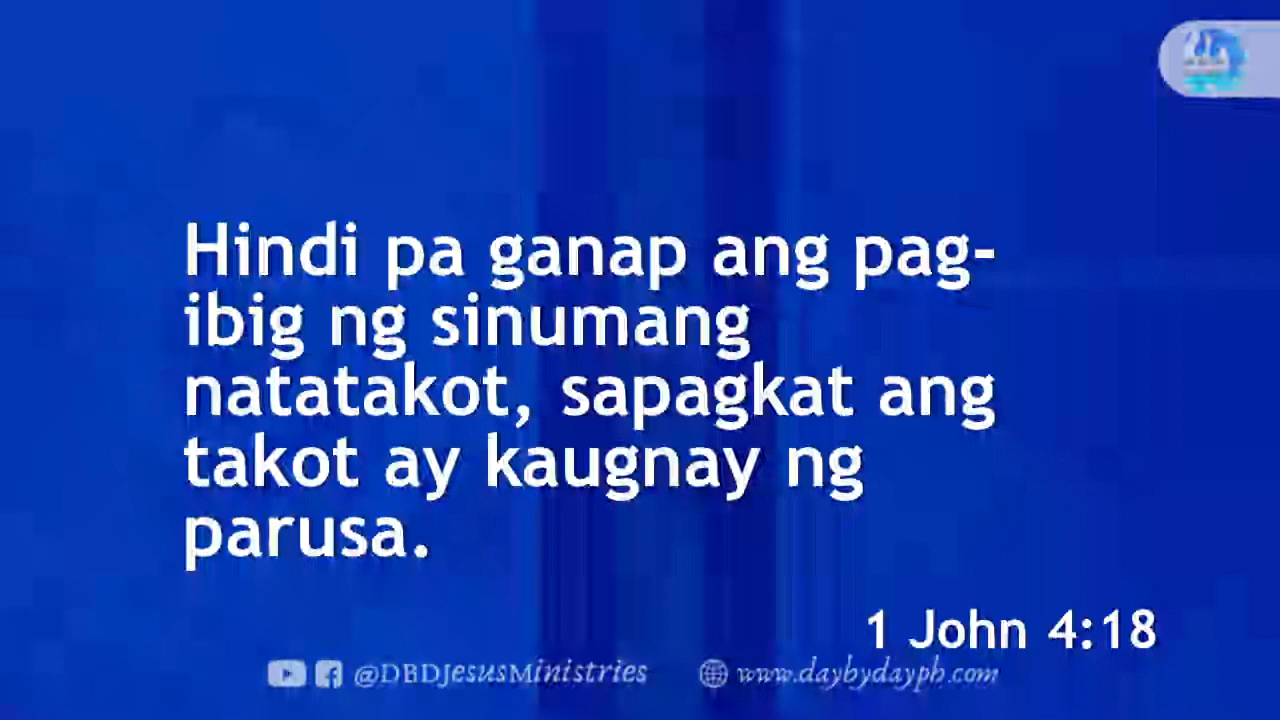 Hindi pa ganap ang pag-
ibig ng sinumang
natatakot, sapagkat ang
takot ay kaugnay ng
parusa.
1 John 4:18
@DBDJesusMinistries www.daybydayph.com